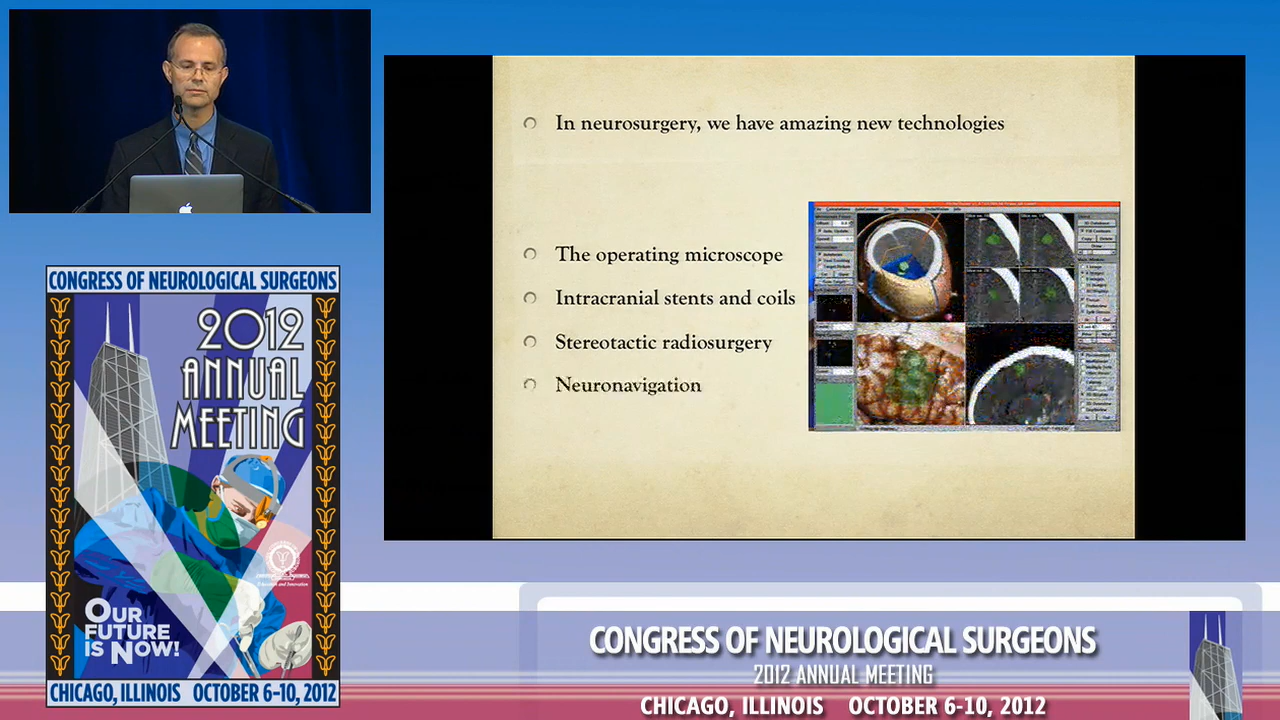 CONGRESS OF NEUROLOGICAL SURGEONS
2012
ANNUAL
MEETING
OUR
FUTURE
IS NOW!
CHICAGO, ILLINOIS OCTOBER 6-10, 2012
In neurosurgery, we have amazing new technologies
The operating microscope
Intracranial stents and coils
Stereotactic radiosurgery
Neuronavigation
CONGRESS OF NEUROLOGICAL SURGEONS
2012 ANNUAL MEETING
CHICAGO, ILLINOIS OCTOBER 6-10, 2012